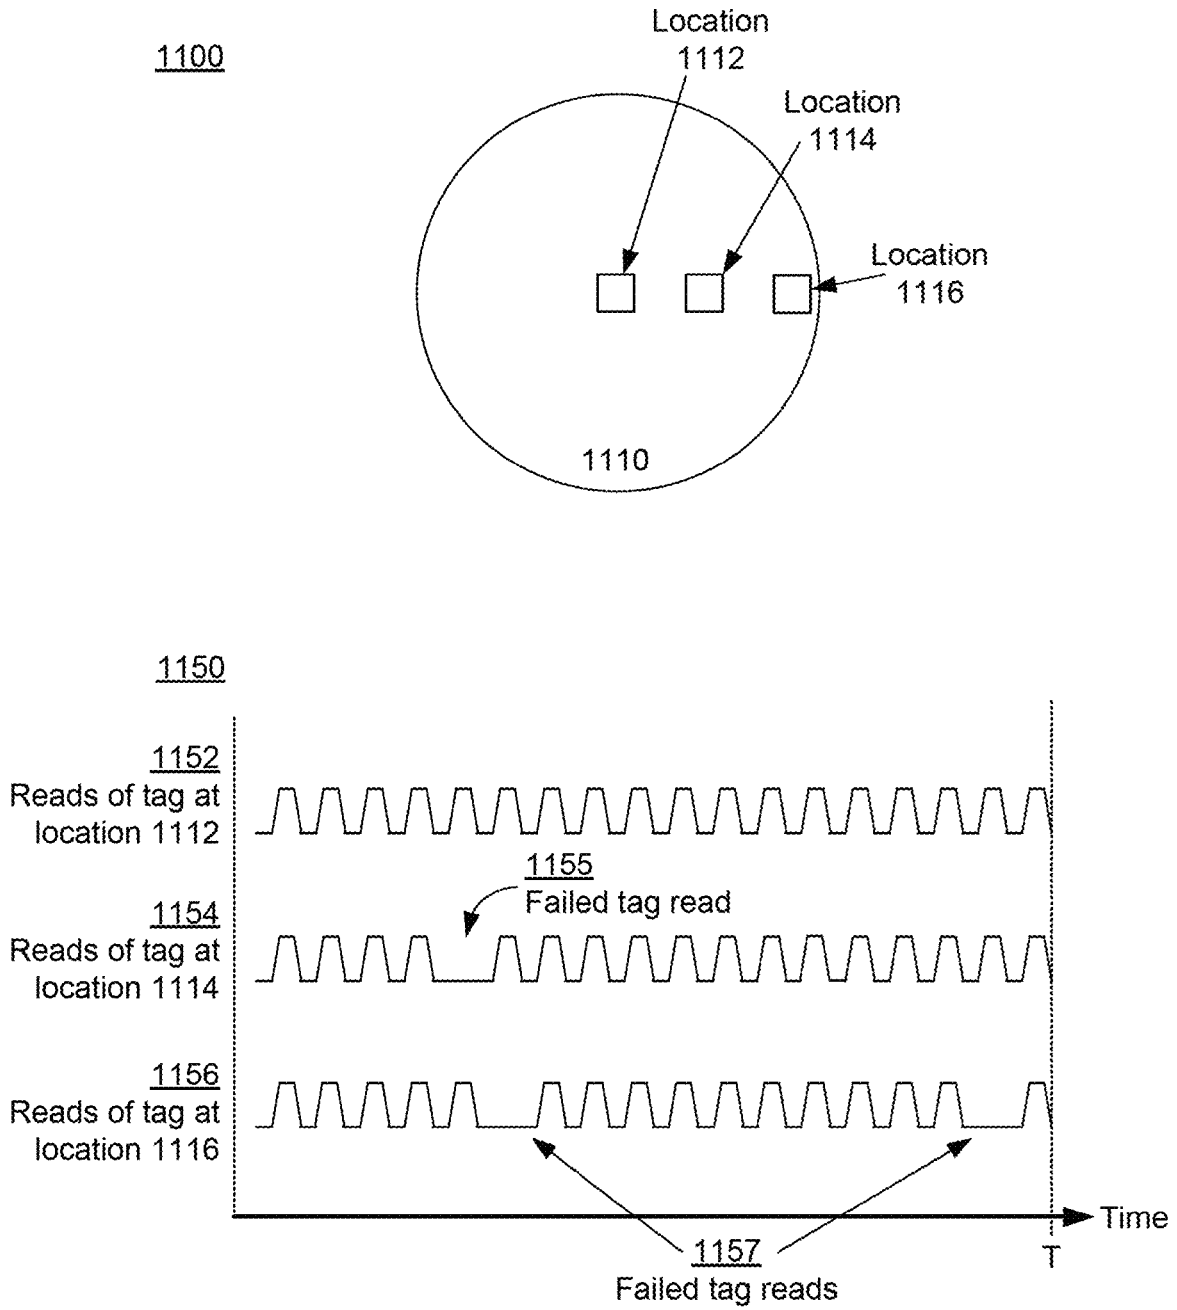 1100
Location
1112
Location
1114
Location
1116
1110
1150
1152
Reads of tag at
location 1112
1155
Failed tag read
1154
Reads of tag at
location 1114
1156
Reads of tag at
location 1116
Time
T
1157
Failed tag reads